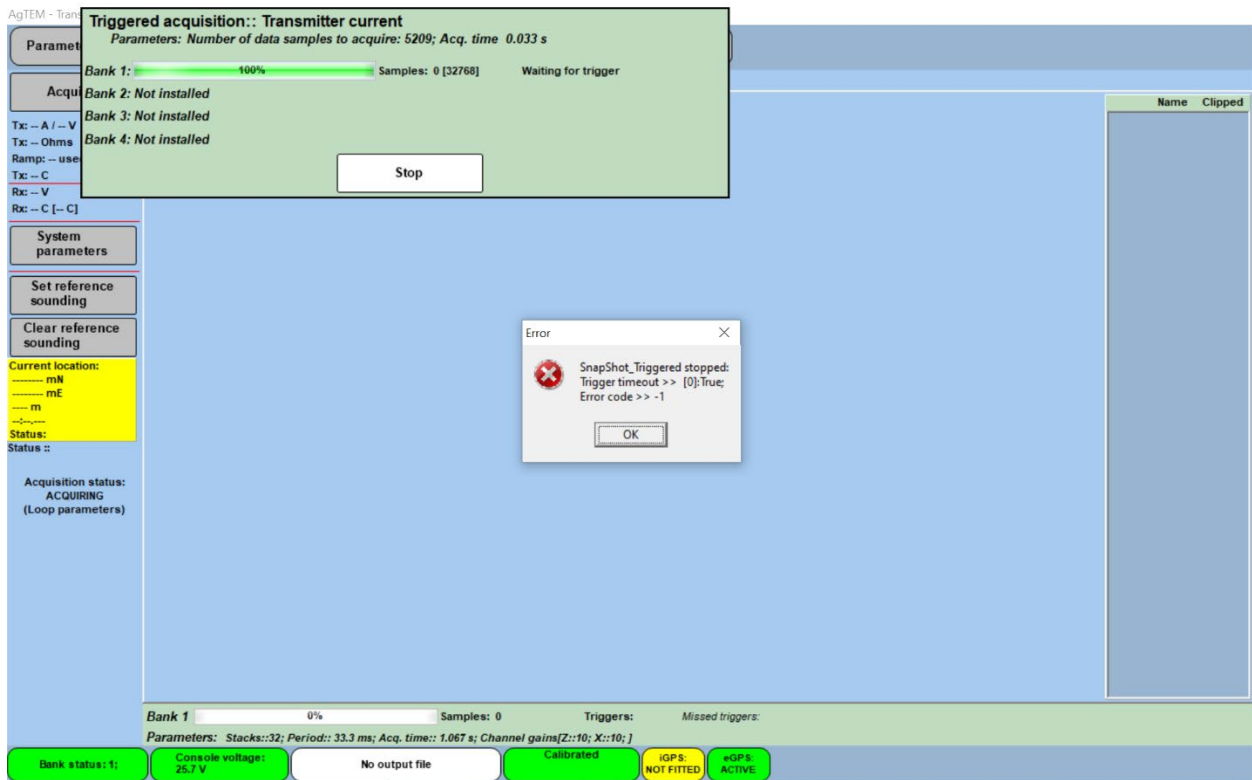 AgTEM - Trans
Triggered acquisition:: Transmitter current
Parameters: Number of data samples to acquire: 5209; Acq. time 0.033 s
Bank 1: 100% Samples: 0 [32768] Waiting for trigger
Bank 2: Not installed
Bank 3: Not installed
Bank 4: Not installed
Stop
Paramet
Acqui
Tx: -- A / -- V
Tx: -- Ohms
Ramp: -- use
Tx: -- C
Rx: -- V
Rx: -- C [-- C]
System
parameters
Set reference
sounding
Clear reference
sounding
Current location:
-------- mN
-------- mE
---- m
--:--.---
Status:
Status ::
Acquisition status:
ACQUIRING
(Loop parameters)
Name Clipped
Error
SnapShot_Triggered stopped:
Trigger timeout >> [0]:True;
Error code >> -1
OK
Bank 1 0% Samples: 0 Triggers: Missed triggers:
Parameters: Stacks::32; Period:: 33.3 ms; Acq. time:: 1.067 s; Channel gains[Z::10; X::10; ]
Bank status: 1;
Console voltage:
25.7 V
No output file
Calibrated
iGPS:
NOT FITTED
eGPS:
ACTIVE